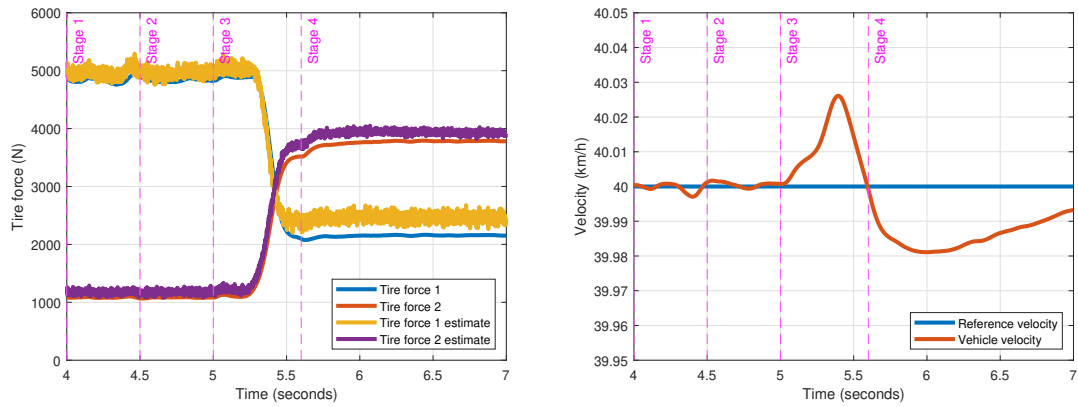 6000
5000
4000
3000
2000
1000
0
Tire force (N)
Stage 1
Stage 2
Stage 3
Stage 4
Tire force 1
Tire force 2
Tire force 1 estimate
Tire force 2 estimate
4 4.5 5 5.5 6 6.5 7
Time (seconds)
40.05
40.04
40.03
40.02
40.01
40
39.99
39.98
39.97
39.96
39.95
Velocity (km/h)
Stage 1
Stage 2
Stage 3
Stage 4
Reference velocity
Vehicle velocity
4 4.5 5 5.5 6 6.5 7
Time (seconds)